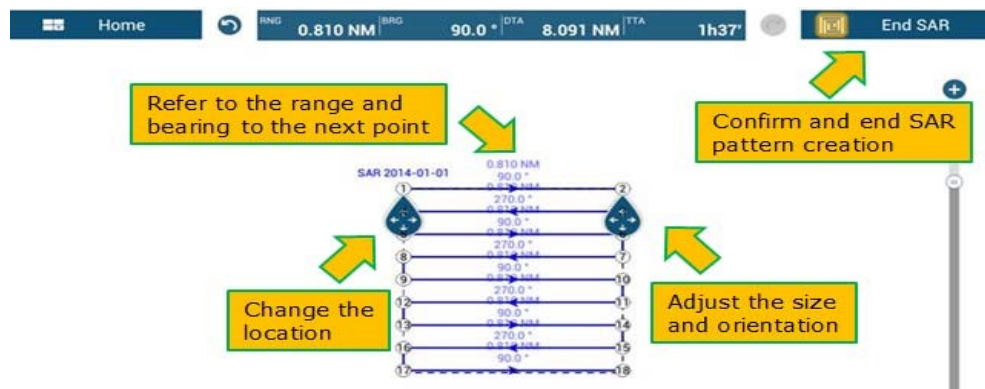 Home
RNG 0.810 NM BRG 90.0 ° DTA 8.091 NM TTA 1h37'
End SAR
Refer to the range and
bearing to the next point
Confirm and end SAR
pattern creation
SAR 2014-01-01
0.810 NM
90.0 °
1
2
270.0 °
90.0 °
270.0 °
8
7
90.0 °
9
10
270.0 °
12
11
90.0 °
13
14
270.0 °
16
15
90.0 °
17
18
Change the
location
Adjust the size
and orientation